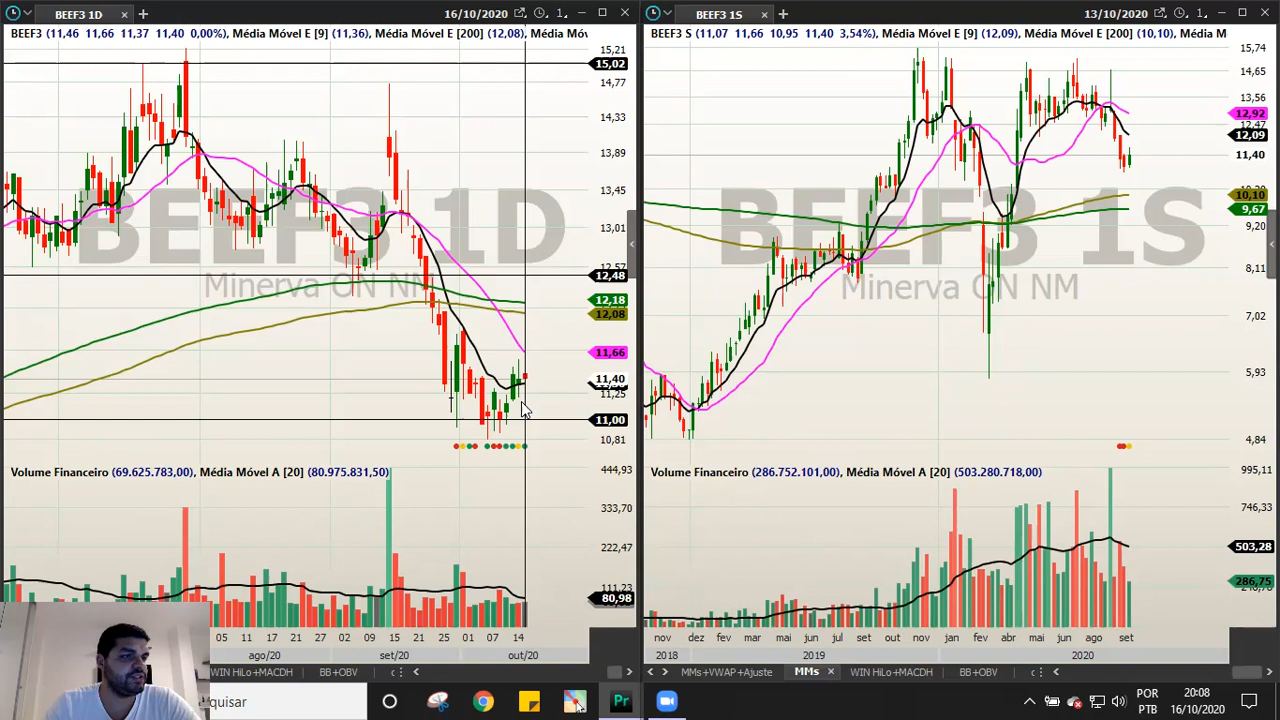 BEEF3 1D
16/10/2020
1
BEEF3 (11,46 11,66 11,37 11,40 0,00%), Média Móvel E [9] (11,36), Média Móvel E [200] (12,08), Média Móv
15,21
15,02
14,77
14,33
13,89
13,45
13,01
12,57
12,48
12,18
12,08
11,66
11,40
11,25
11,00
10,81
BEEF3 1D
Minerva ON NM
Volume Financeiro (69.625.783,00), Média Móvel A [20] (80.975.831,50)
444,93
333,70
222,47
111,23
80,98
05 11 17 21 27 02 09 15 21 25 01 07 14
ago/20 set/20 out/20
WIN HiLo+MACDH BB+OBV
BEEF3 1S
13/10/2020
1
BEEF3 S (11,07 11,66 10,95 11,40 3,54%), Média Móvel E [9] (12,09), Média Móvel E [200] (10,10), Média M
15,74
14,65
13,56
12,92
12,47
12,09
11,40
10,10
9,67
9,20
8,11
7,02
5,93
4,84
BEEF3 1S
Minerva ON NM
Volume Financeiro (286.752.101,00), Média Móvel A [20] (503.280.718,00)
995,11
746,33
503,28
286,75
nov dez fev mar mai jun jul set out nov jan fev abr mai jul ago set
2018 2019 2020
MMs+VWAP+Ajuste MMs WIN HiLo+MACDH BB+OBV
quisar
Pr
POR
PTB
20:08
16/10/2020